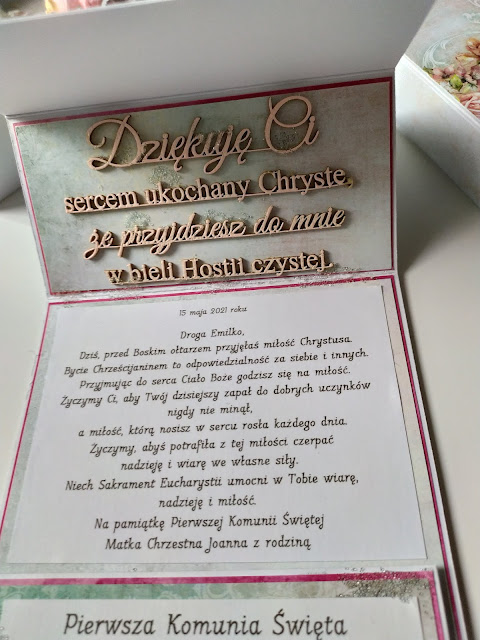 Dziękuję Ci
sercem ukochany Chryste,
że przyjdziesz do mnie
w bieli Hostii czystej.
15 maja 2021 roku
Droga Emilko,
Dziś, przed Boskim ołtarzem przyjęłaś miłość Chrystusa.
Bycie Chrześcijaninem to odpowiedzialność za siebie i innych.
Przyjmując do serca Ciało Boże godzisz się na miłość.
Życzymy Ci, aby Twój dzisiejszy zapał do dobrych uczynków
nigdy nie minął,
a miłość, którą nosisz w sercu rosła każdego dnia.
Życzymy, abyś potrafiła z tej miłości czerpać
nadzieję i wiarę we własne siły.
Niech Sakrament Eucharystii umocni w Tobie wiarę,
nadzieję i miłość.
Na pamiątkę Pierwszej Komunii Świętej
Matka Chrzestna Joanna z rodziną
Pierwsza Komunia Święta